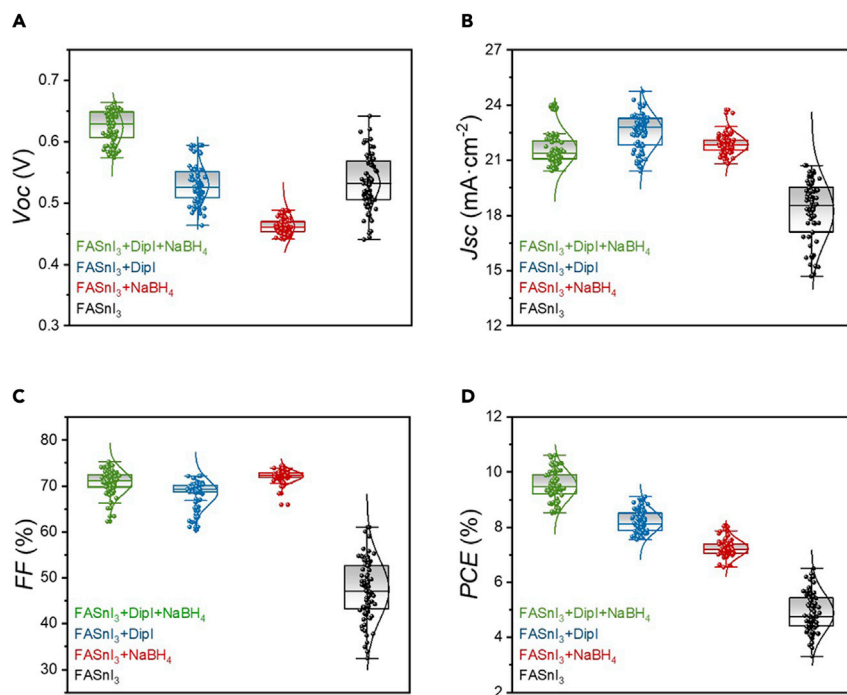 A
0.7
0.6
0.5
0.4
0.3
Voc (V)
FASnI₃+DipI+NaBH₄
FASnI₃+DipI
FASnI₃+NaBH₄
FASnI₃
B
27
24
21
18
15
12
Jsc (mA·cm⁻²)
FASnI₃+DipI+NaBH₄
FASnI₃+DipI
FASnI₃+NaBH₄
FASnI₃
C
80
70
60
50
40
30
FF (%)
FASnI₃+DipI+NaBH₄
FASnI₃+DipI
FASnI₃+NaBH₄
FASnI₃
D
12
10
8
6
4
2
PCE (%)
FASnI₃+DipI+NaBH₄
FASnI₃+DipI
FASnI₃+NaBH₄
FASnI₃